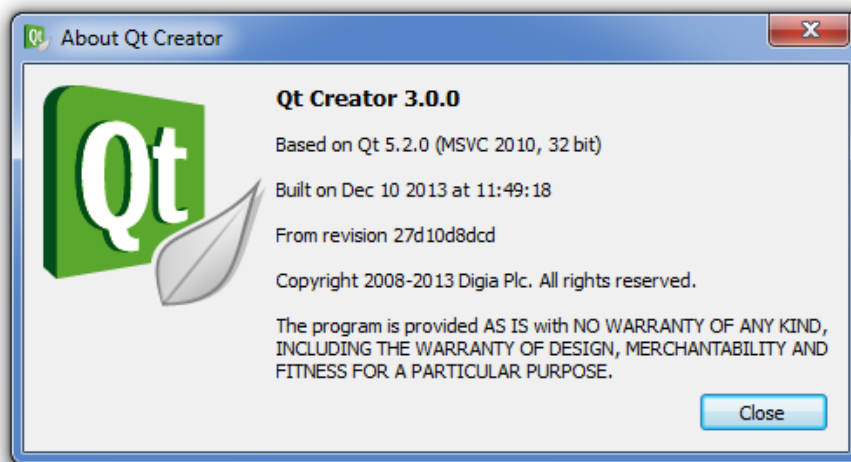 About Qt Creator
Qt
Qt Creator 3.0.0
Based on Qt 5.2.0 (MSVC 2010, 32 bit)
Built on Dec 10 2013 at 11:49:18
From revision 27d10d8dcd
Copyright 2008-2013 Digia Plc. All rights reserved.
The program is provided AS IS with NO WARRANTY OF ANY KIND,
INCLUDING THE WARRANTY OF DESIGN, MERCHANTABILITY AND
FITNESS FOR A PARTICULAR PURPOSE.
Close